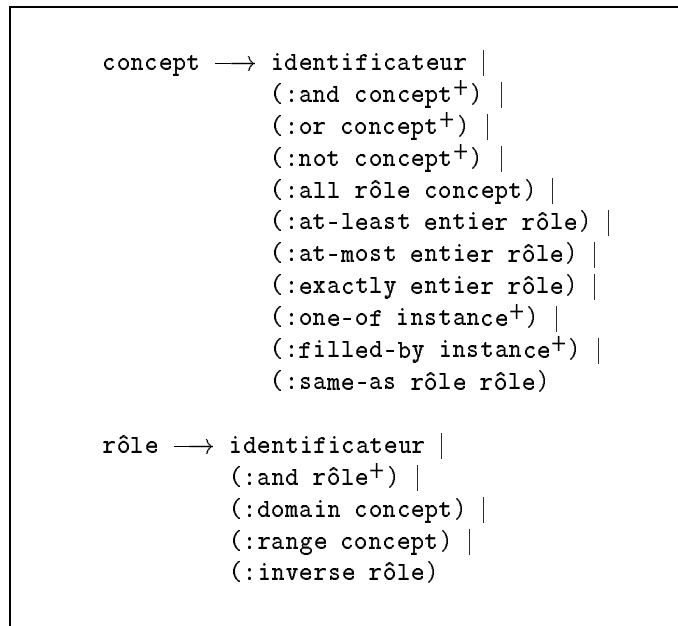 concept ⟶ identificateur |
(:and concept⁺) |
(:or concept⁺) |
(:not concept⁺) |
(:all rôle concept) |
(:at-least entier rôle) |
(:at-most entier rôle) |
(:exactly entier rôle) |
(:one-of instance⁺) |
(:filled-by instance⁺) |
(:same-as rôle rôle)
rôle ⟶ identificateur |
(:and rôle⁺) |
(:domain concept) |
(:range concept) |
(:inverse rôle)